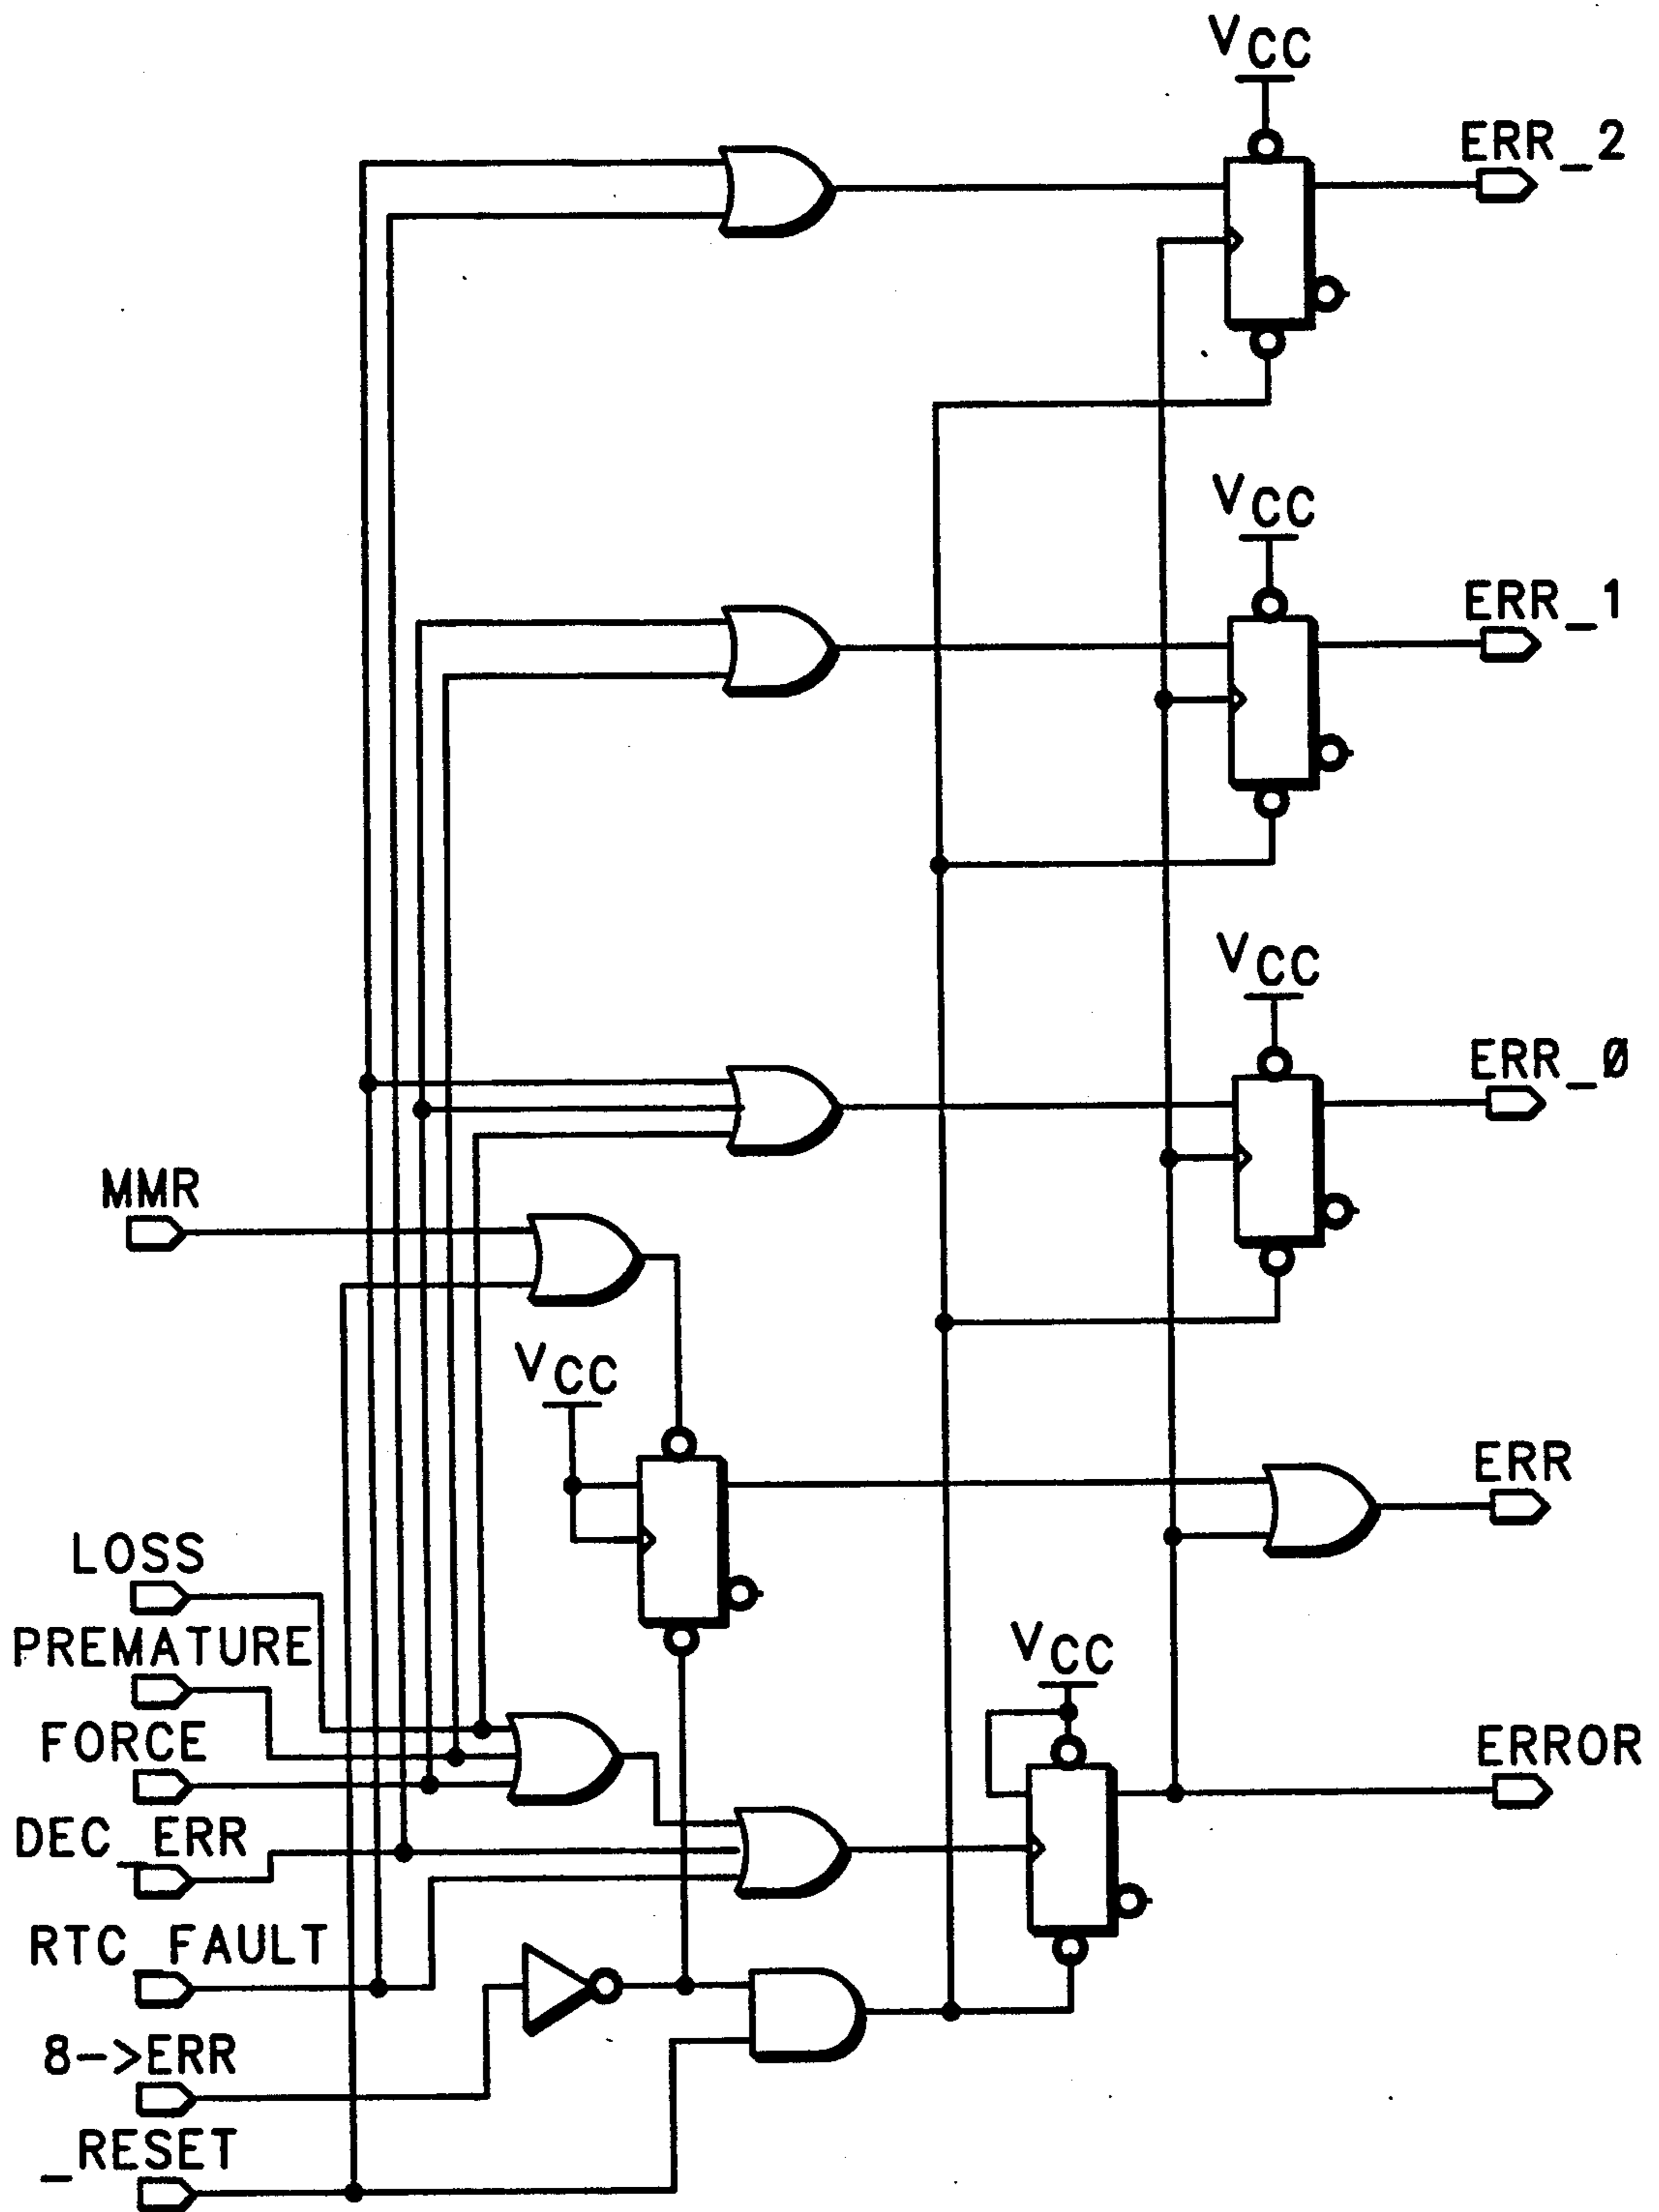 VCC
ERR_2
VCC
ERR_1
VCC
ERR_Ø
MMR
VCC
ERR
LOSS
PREMATURE
VCC
FORCE
ERROR
DEC_ERR
RTC_FAULT
8->ERR
_RESET